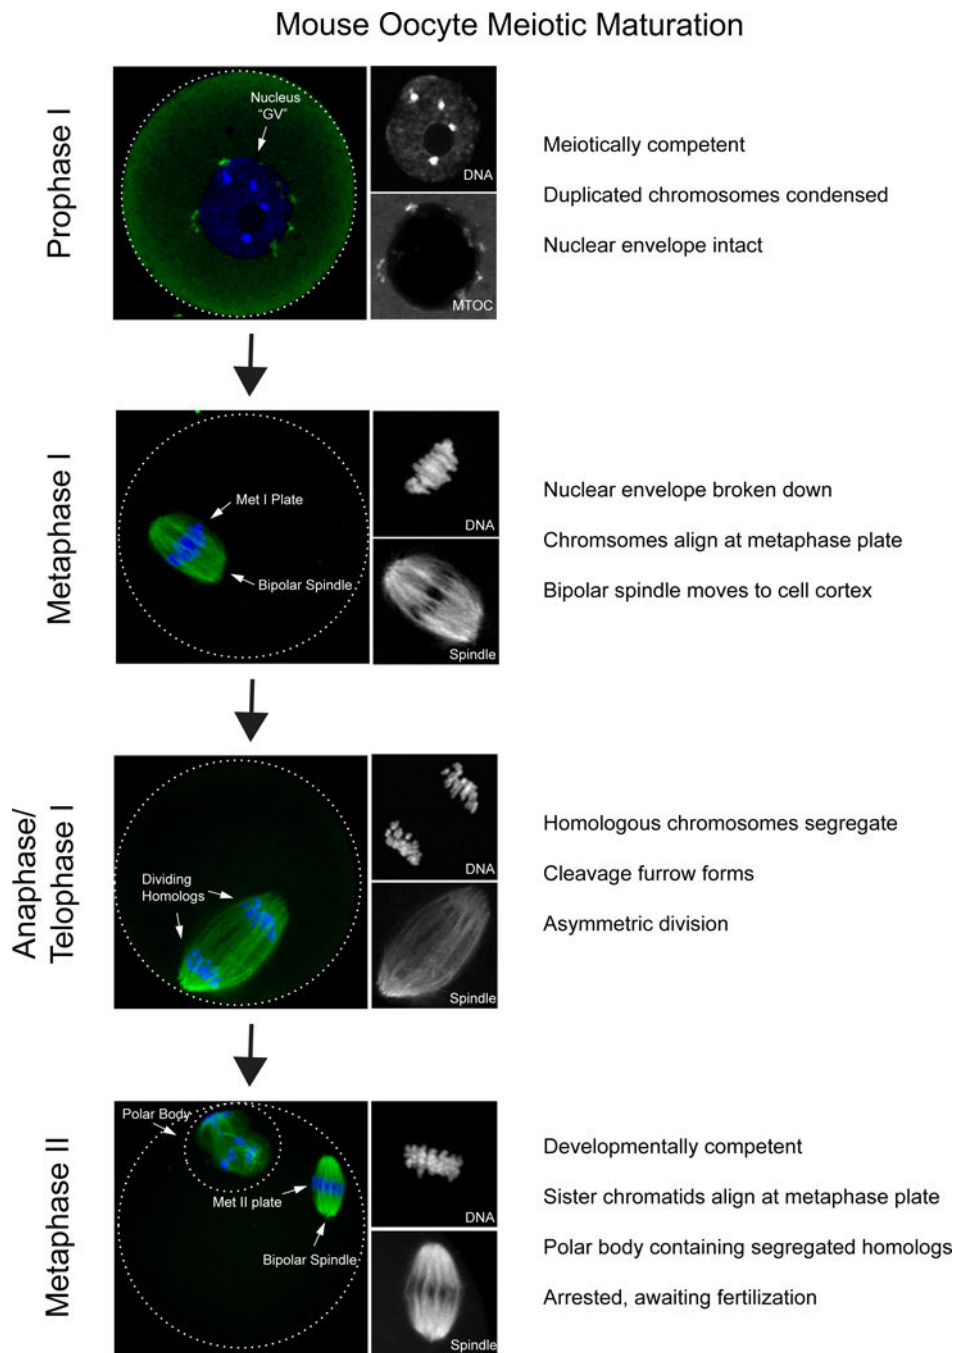 Mouse Oocyte Meiotic Maturation
Prophase I
Nucleus
"GV"
DNA
MTOC
Meiotically competent
Duplicated chromosomes condensed
Nuclear envelope intact
Metaphase I
Met I Plate
Bipolar Spindle
DNA
Spindle
Nuclear envelope broken down
Chromsomes align at metaphase plate
Bipolar spindle moves to cell cortex
Anaphase/
Telophase I
Dividing
Homologs
DNA
Spindle
Homologous chromosomes segregate
Cleavage furrow forms
Asymmetric division
Metaphase II
Polar Body
Met II plate
Bipolar Spindle
DNA
Spindle
Developmentally competent
Sister chromatids align at metaphase plate
Polar body containing segregated homologs
Arrested, awaiting fertilization